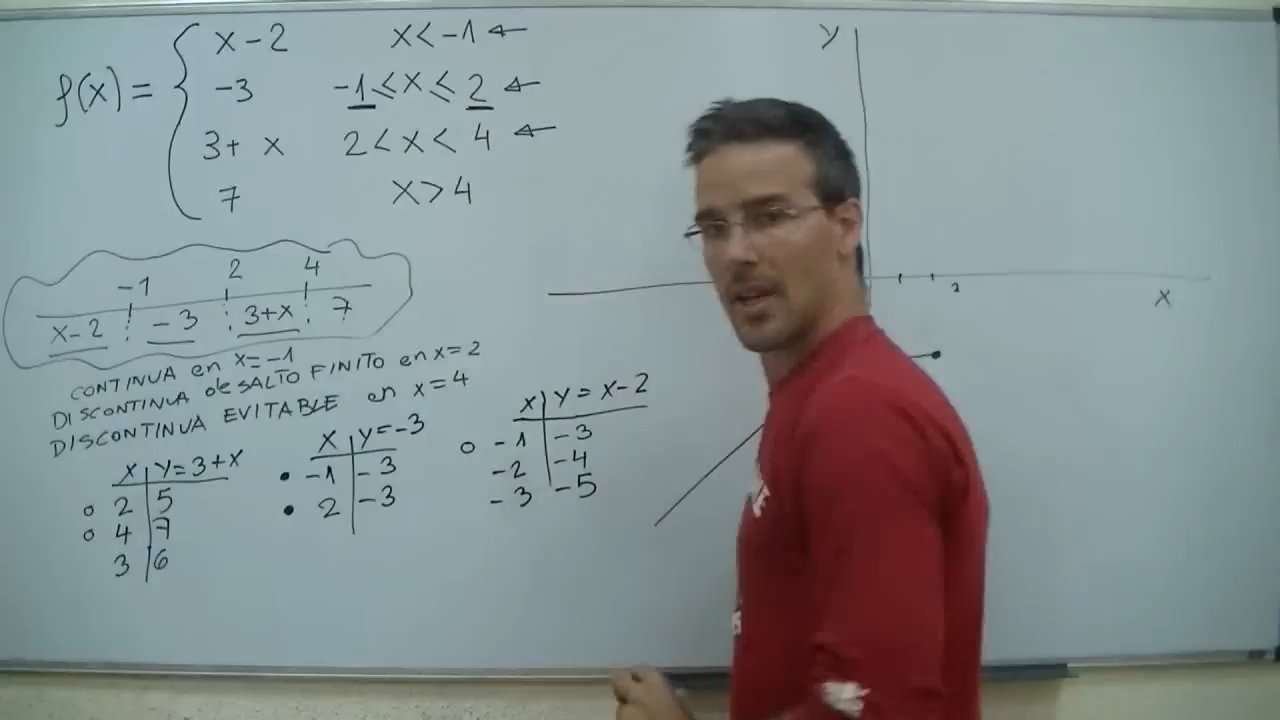 f(x) = { x - 2    x < -1 ←
-3    -1 ≤ x ≤ 2 ←
3 + x    2 < x < 4 ←
7    x > 4
-1 2 4
x - 2 -3 3+x 7
CONTINUA en x = -1
DISCONTINUA de SALTO FINITO en x = 2
DISCONTINUA EVITABLE en x = 4
x | y = 3+x
○ 2 | 5
○ 4 | 7
3 | 6
x | y = -3
● -1 | -3
● 2 | -3
x | y = x-2
○ -1 | -3
-2 | -4
-3 | -5
y
x